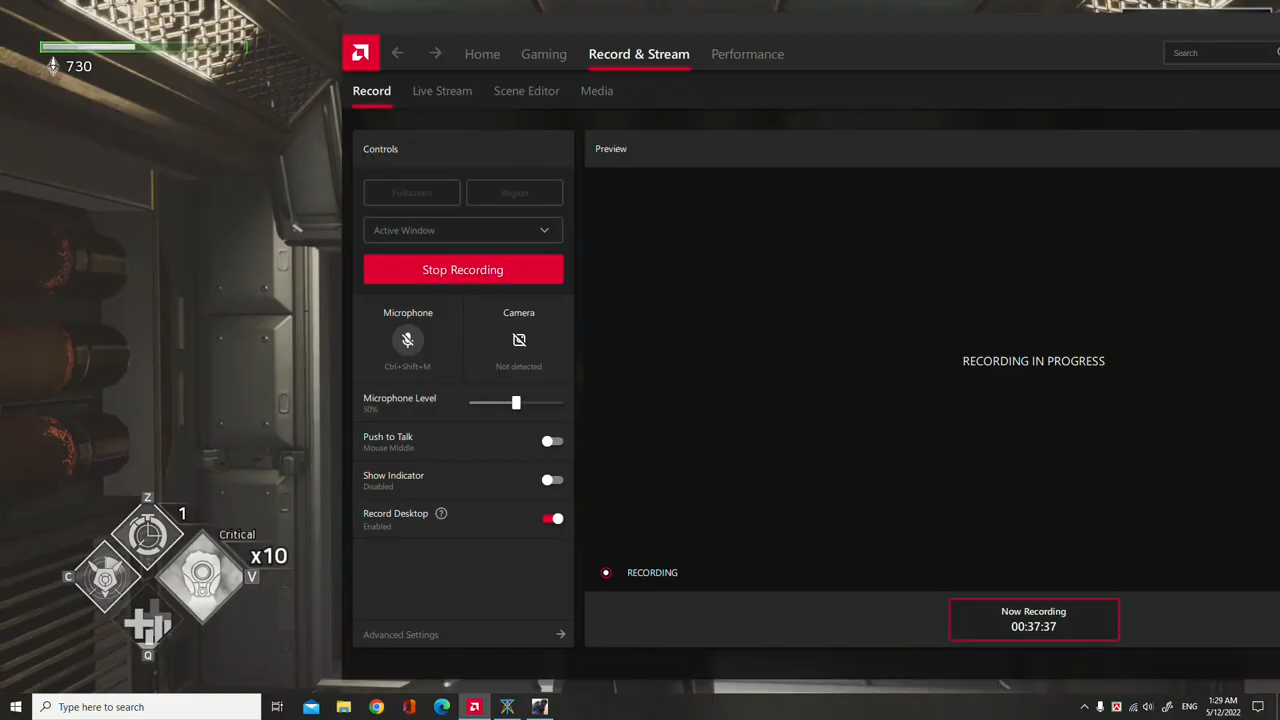 730
Home Gaming Record & Stream Performance
Search
Record Live Stream Scene Editor Media
Controls
Preview
Fullscreen Region
Active Window
Stop Recording
Microphone Camera
Ctrl+Shift+M Not detected
Microphone Level
50%
Push to Talk
Mouse Middle
Show Indicator
Disabled
Record Desktop ?
Enabled
Advanced Settings
RECORDING IN PROGRESS
RECORDING
Now Recording
00:37:37
Z
1
Critical
x10
C
V
Q
Type here to search
ENG
1:29 AM
5/12/2022